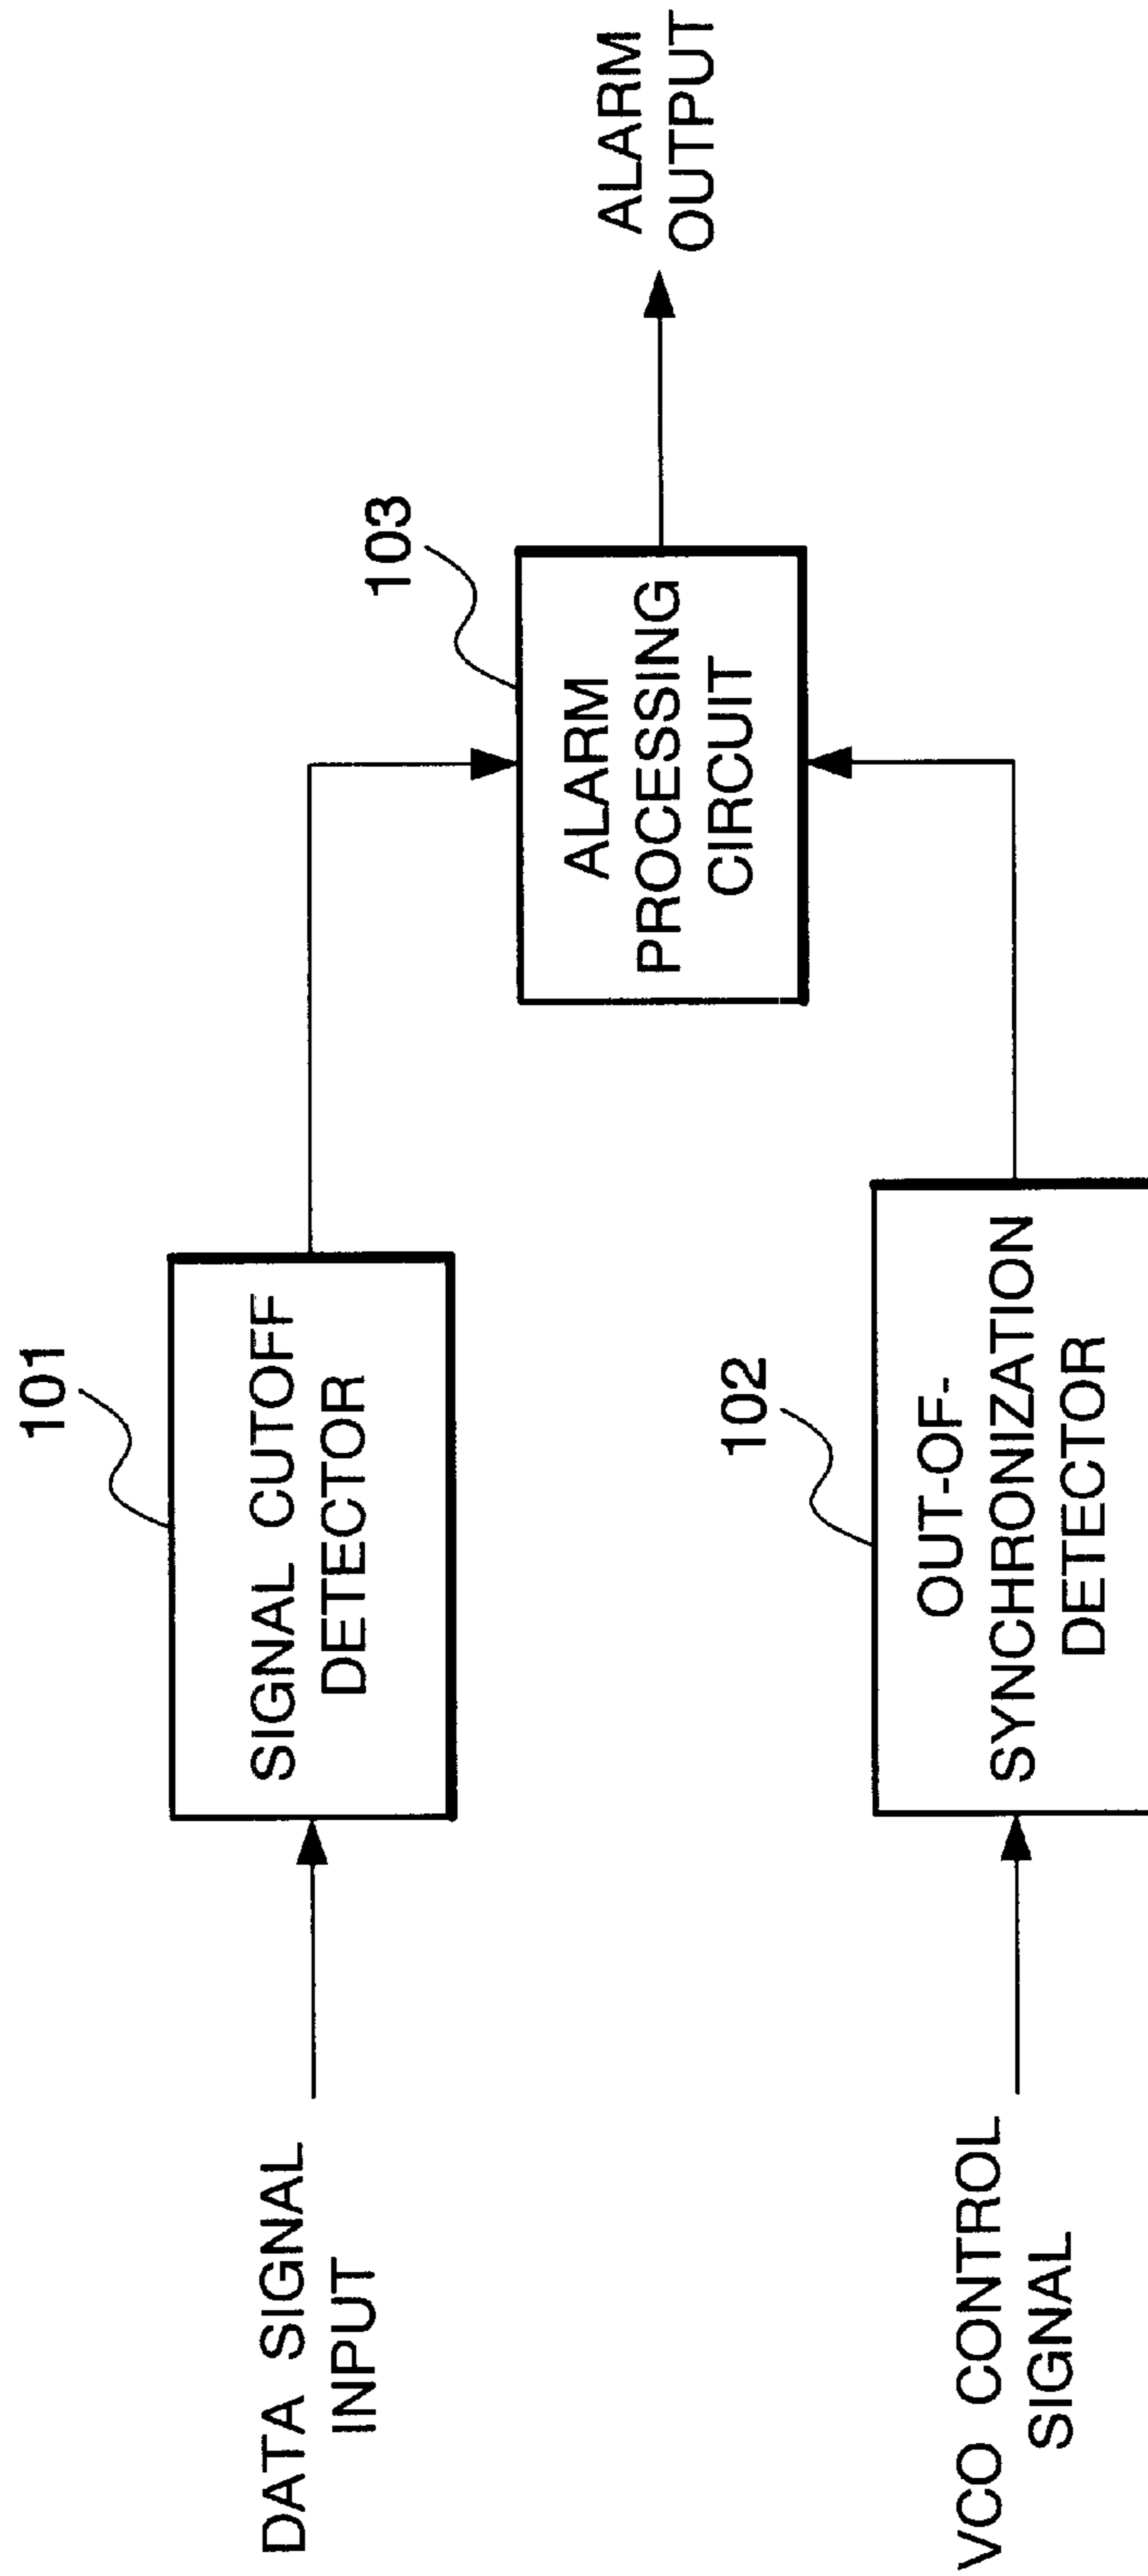 101
DATA SIGNAL
INPUT
SIGNAL CUTOFF
DETECTOR
103
ALARM
PROCESSING
CIRCUIT
ALARM
OUTPUT
102
VCO CONTROL
SIGNAL
OUT-OF-
SYNCHRONIZATION
DETECTOR